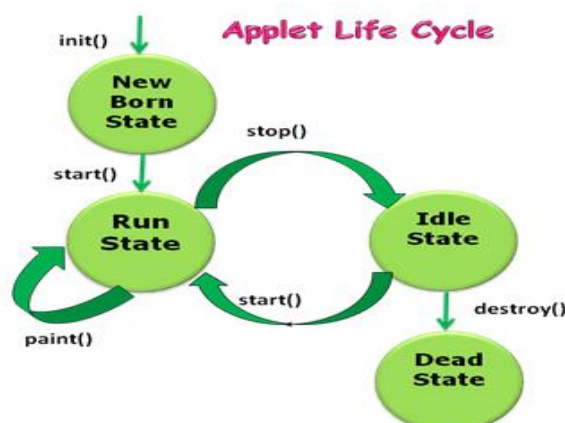 Applet Life Cycle
init()
New
Born
State
stop()
start()
Run
State
Idle
State
start()
paint()
destroy()
Dead
State